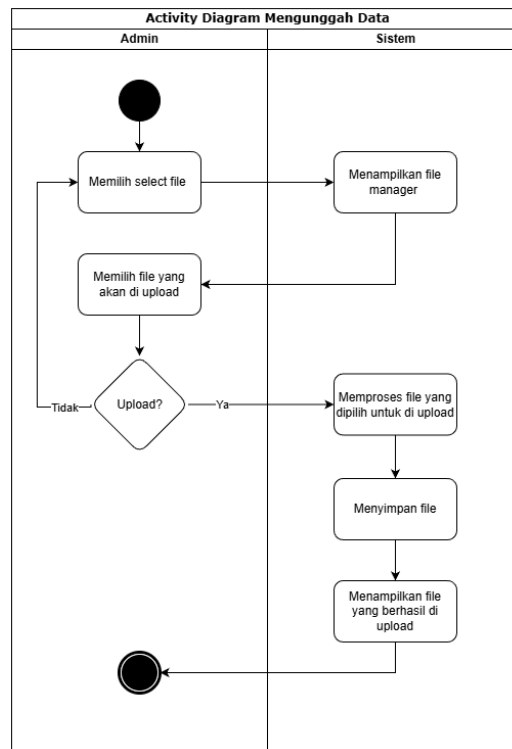 Activity Diagram Mengunggah Data
Admin
Sistem
Memilih select file
Menampilkan file
manager
Memilih file yang
akan di upload
Upload?
Tidak
Ya
Memproses file yang
dipilih untuk di upload
Menyimpan file
Menampilkan file
yang berhasil di
upload